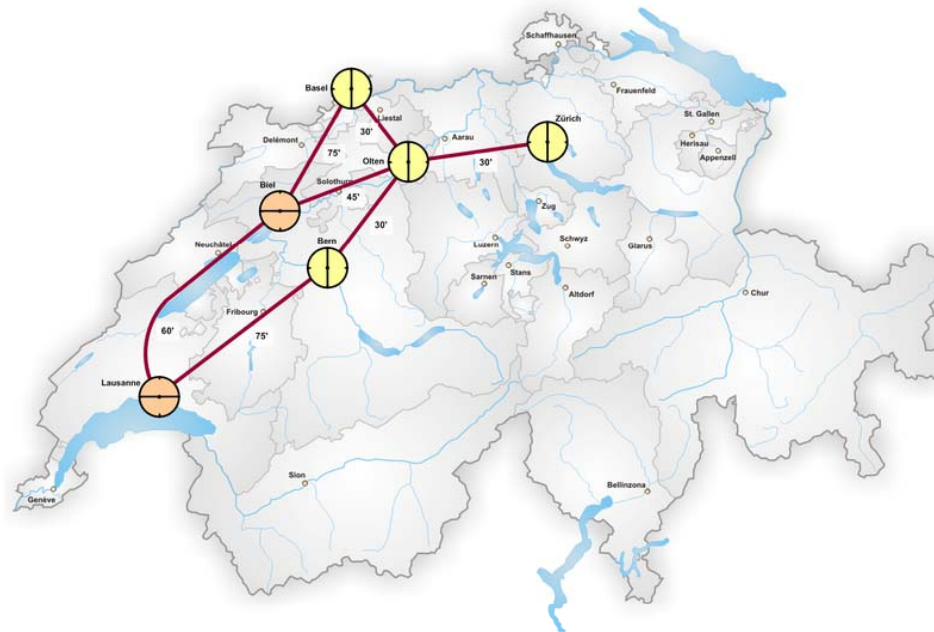 Schaffhausen
Basel
Frauenfeld
Liestal
Zürich
St. Gallen
30'
Aarau
Delémont
Herisau
75'
Olten
30'
Appenzell
Biel
Solothurn
45'
Zug
30'
Neuchâtel
Bern
Luzern
Schwyz
Glarus
Stans
Sarnen
Altdorf
Chur
Fribourg
60'
75'
Lausanne
Sion
Bellinzona
Genève